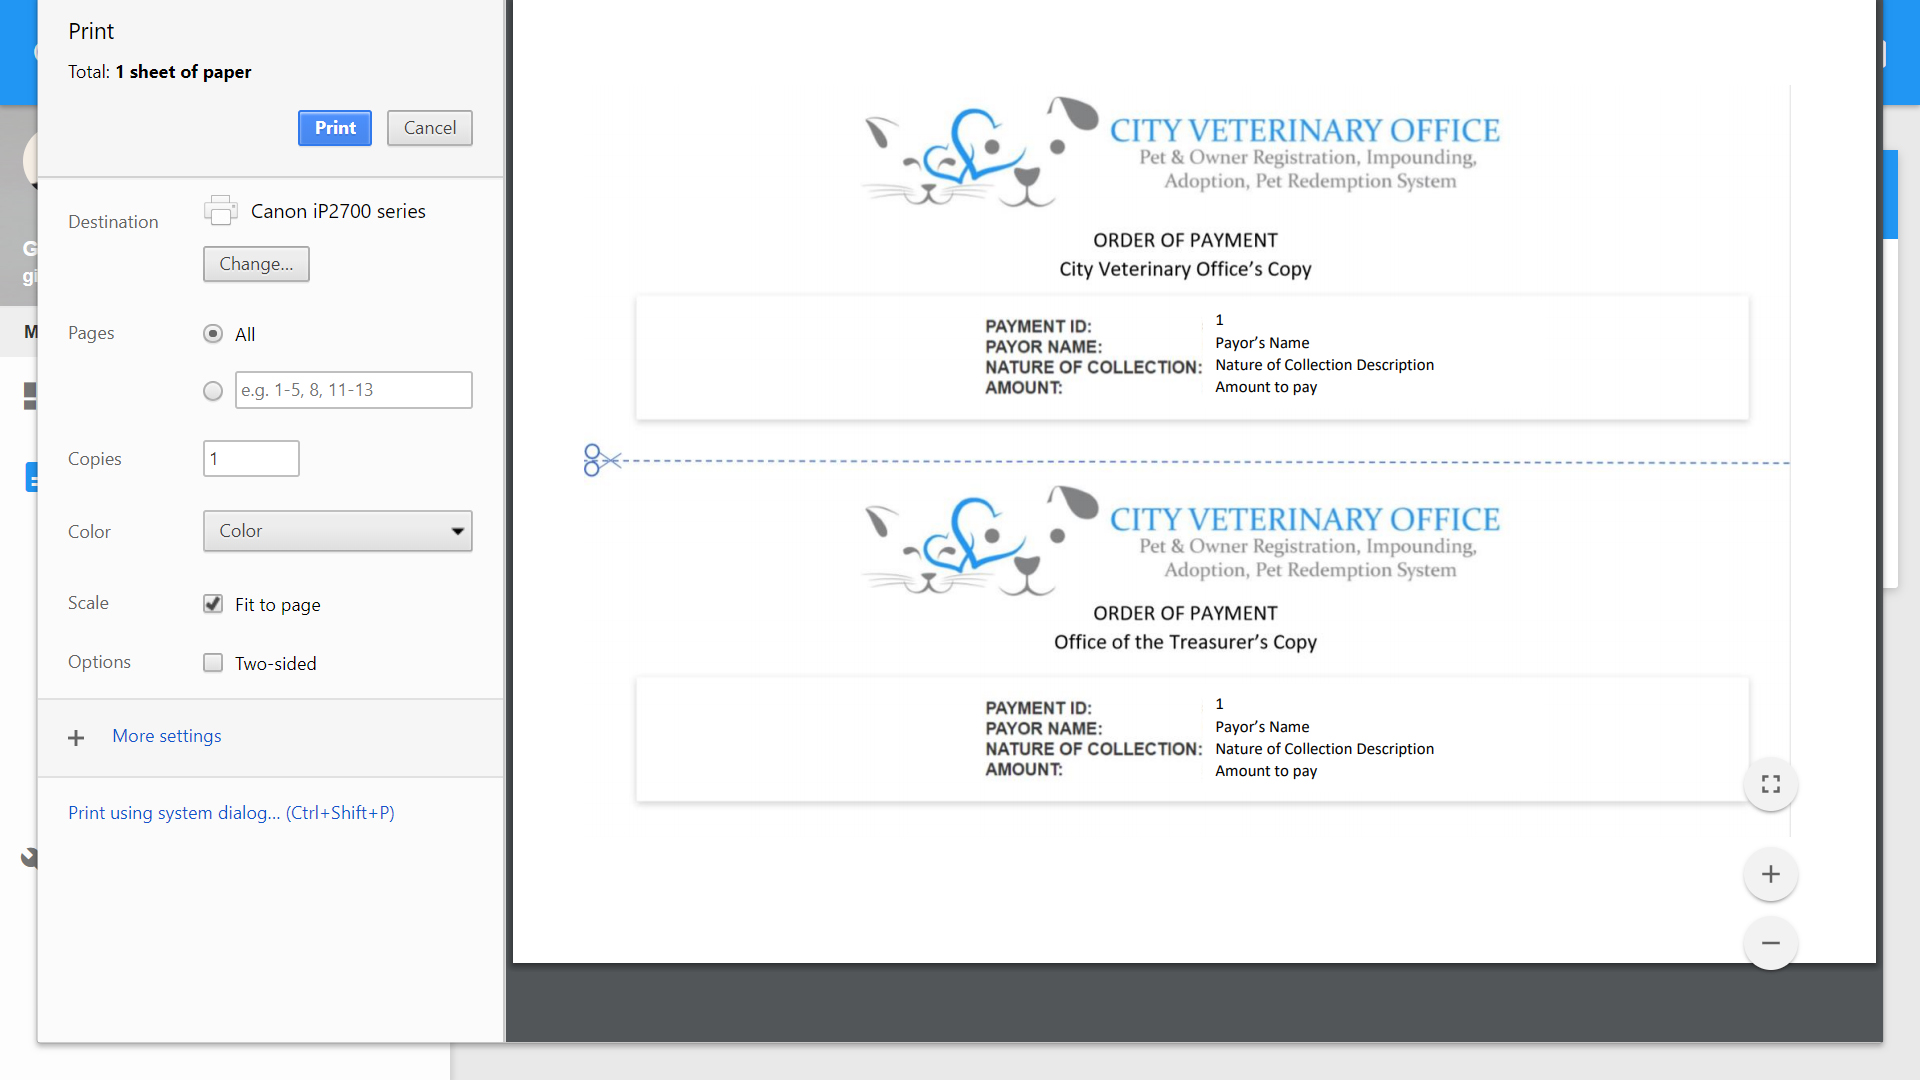 Print
Total: 1 sheet of paper
Print
Cancel
Destination
Canon iP2700 series
Change...
Pages
All
e.g. 1-5, 8, 11-13
Copies
1
Color
Color
Scale
Fit to page
Options
Two-sided
More settings
Print using system dialog... (Ctrl+Shift+P)
G
gi
M
CITY VETERINARY OFFICE
Pet & Owner Registration, Impounding,
Adoption, Pet Redemption System
ORDER OF PAYMENT
City Veterinary Office's Copy
PAYMENT ID: 1
PAYOR NAME: Payor's Name
NATURE OF COLLECTION: Nature of Collection Description
AMOUNT: Amount to pay
CITY VETERINARY OFFICE
Pet & Owner Registration, Impounding,
Adoption, Pet Redemption System
ORDER OF PAYMENT
Office of the Treasurer's Copy
PAYMENT ID: 1
PAYOR NAME: Payor's Name
NATURE OF COLLECTION: Nature of Collection Description
AMOUNT: Amount to pay